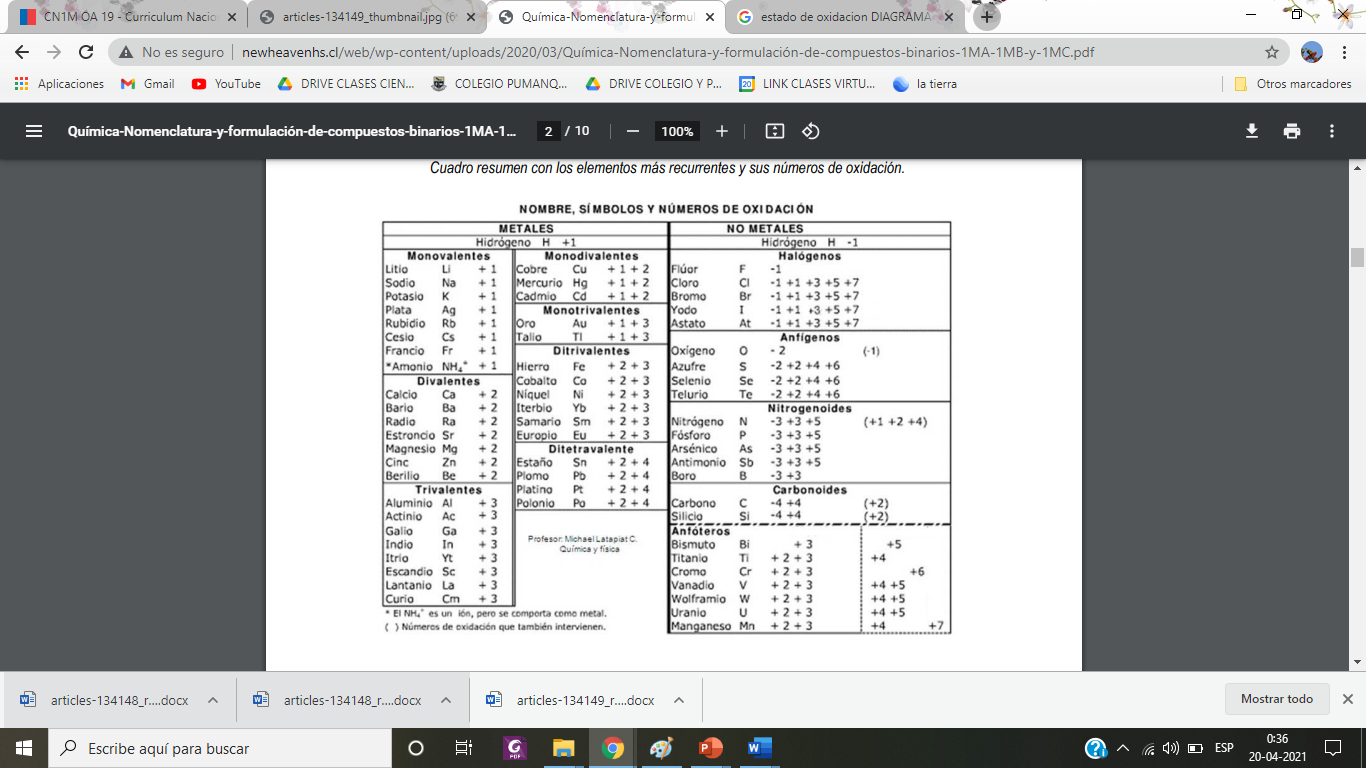 CN1M OA 19 - Curriculum Nacio
articles-134149_thumbnail.jpg (6
Química-Nomenclatura-y-formul
estado de oxidacion DIAGRAMA
No es seguro | newheavenhs.cl/web/wp-content/uploads/2020/03/Química-Nomenclatura-y-formulación-de-compuestos-binarios-1MA-1MB-y-1MC.pdf
Aplicaciones Gmail YouTube DRIVE CLASES CIEN... COLEGIO PUMANQ... DRIVE COLEGIO Y P... LINK CLASES VIRTU... la tierra Otros marcadores
Química-Nomenclatura-y-formulación-de-compuestos-binarios-1MA-1... 2 / 10 100%
Cuadro resumen con los elementos más recurrentes y sus números de oxidación.
NOMBRE, SÍMBOLOS Y NÚMEROS DE OXIDACIÓN
METALES
Hidrógeno H +1
Monovalentes
Litio Li + 1
Sodio Na + 1
Potasio K + 1
Plata Ag + 1
Rubidio Rb + 1
Cesio Cs + 1
Francio Fr + 1
*Amonio NH₄⁺ + 1
Divalentes
Calcio Ca + 2
Bario Ba + 2
Radio Ra + 2
Estroncio Sr + 2
Magnesio Mg + 2
Cinc Zn + 2
Berilio Be + 2
Trivalentes
Aluminio Al + 3
Actinio Ac + 3
Galio Ga + 3
Indio In + 3
Itrio Yt + 3
Escandio Sc + 3
Lantanio La + 3
Curio Cm + 3
Monodivalentes
Cobre Cu + 1 + 2
Mercurio Hg + 1 + 2
Cadmio Cd + 1 + 2
Monotrivalentes
Oro Au + 1 + 3
Talio Tl + 1 + 3
Ditrivalentes
Hierro Fe + 2 + 3
Cobalto Co + 2 + 3
Níquel Ni + 2 + 3
Iterbio Yb + 2 + 3
Samario Sm + 2 + 3
Europio Eu + 2 + 3
Ditetravalente
Estaño Sn + 2 + 4
Plomo Pb + 2 + 4
Platino Pt + 2 + 4
Polonio Po + 2 + 4
Profesor: Michael Latapiat C.
Química y física
* El NH₄⁺ es un ión, pero se comporta como metal.
( ) Números de oxidación que también intervienen.
NO METALES
Hidrógeno H -1
Halógenos
Flúor F -1
Cloro Cl -1 +1 +3 +5 +7
Bromo Br -1 +1 +3 +5 +7
Yodo I -1 +1 +3 +5 +7
Astato At -1 +1 +3 +5 +7
Anfígenos
Oxígeno O - 2 (-1)
Azufre S -2 +2 +4 +6
Selenio Se -2 +2 +4 +6
Telurio Te -2 +2 +4 +6
Nitrogenoides
Nitrógeno N -3 +3 +5 (+1 +2 +4)
Fósforo P -3 +3 +5
Arsénico As -3 +3 +5
Antimonio Sb -3 +3 +5
Boro B -3 +3
Carbonoides
Carbono C -4 +4 (+2)
Silicio Si -4 +4 (+2)
Anfóteros
Bismuto Bi + 3 +5
Titanio Ti + 2 + 3 +4
Cromo Cr + 2 + 3 +6
Vanadio V + 2 + 3 +4 +5
Wolframio W + 2 + 3 +4 +5
Uranio U + 2 + 3 +4 +5
Manganeso Mn + 2 + 3 +4 +7
articles-134148_r....docx
articles-134148_r....docx
articles-134149_r....docx
Mostrar todo
Escribe aquí para buscar
ESP
0:36
20-04-2021